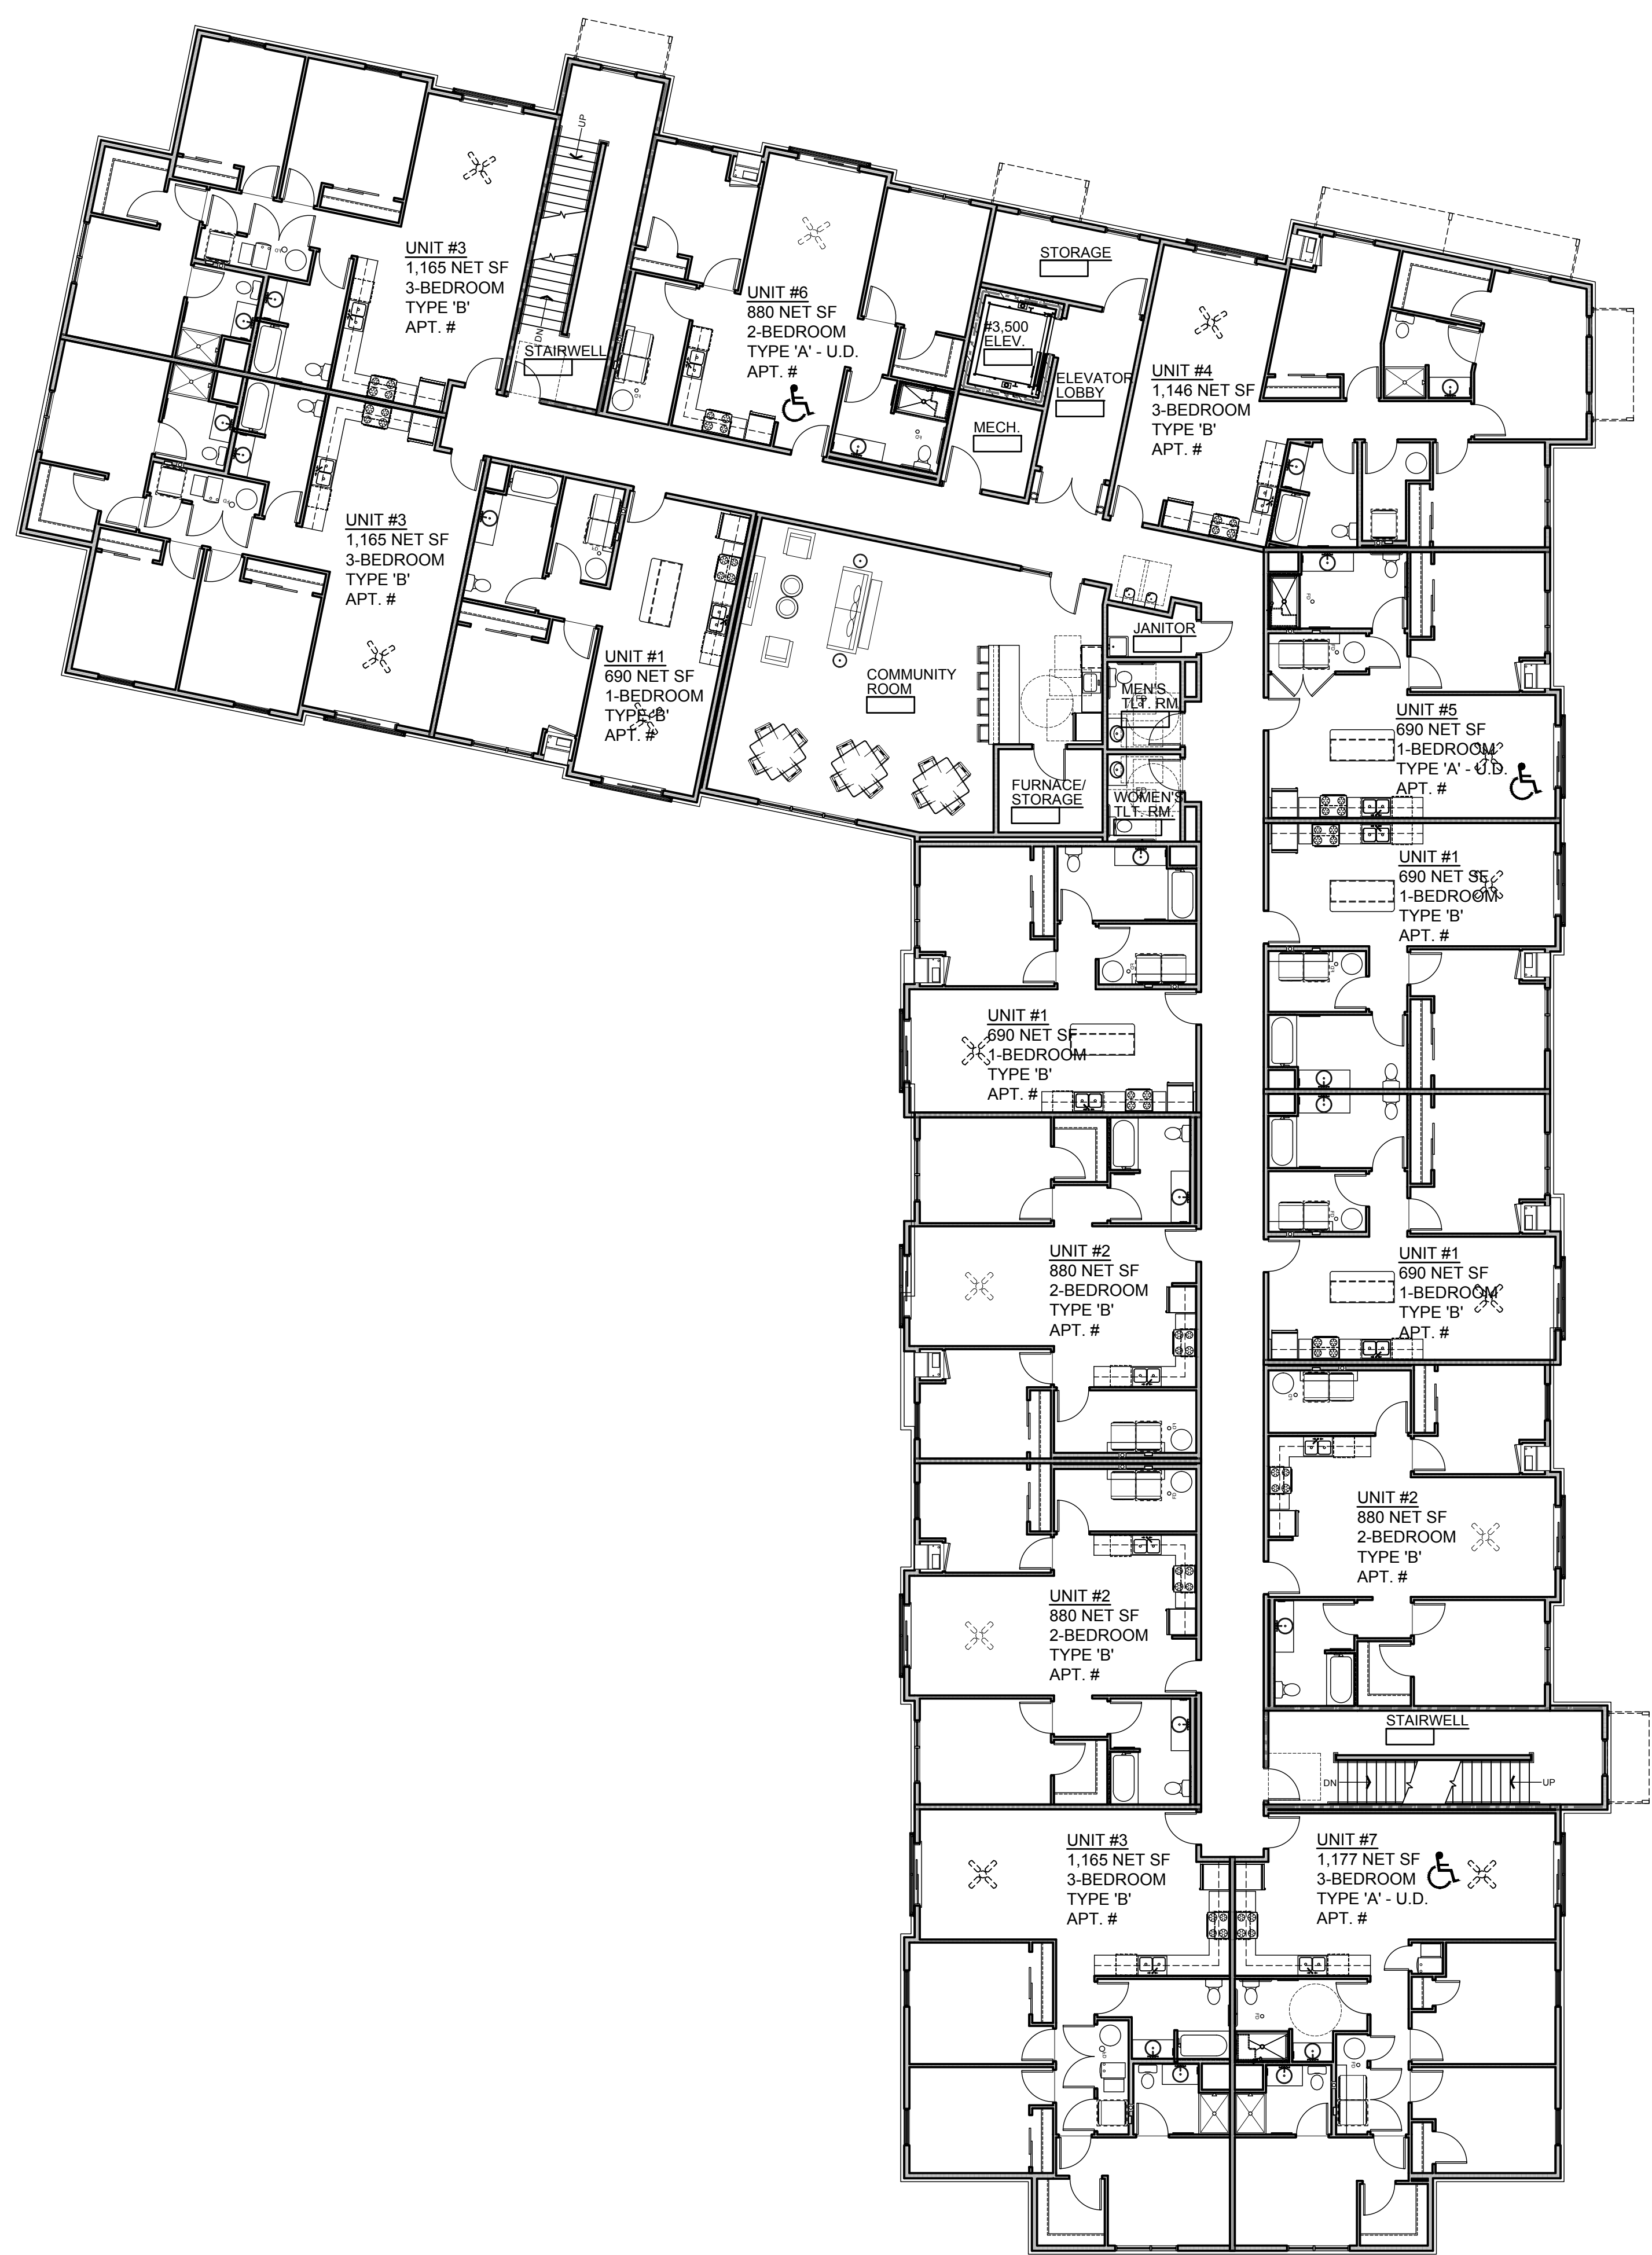 UP
UNIT #3
1,165 NET SF
3-BEDROOM
TYPE 'B'
APT. #
DN
STAIRWELL
UNIT #6
880 NET SF
2-BEDROOM
TYPE 'A' - U.D.
APT. #
STORAGE
#3,500
ELEV.
ELEVATOR
LOBBY
MECH.
UNIT #4
1,146 NET SF
3-BEDROOM
TYPE 'B'
APT. #
UNIT #3
1,165 NET SF
3-BEDROOM
TYPE 'B'
APT. #
UNIT #1
690 NET SF
1-BEDROOM
TYPE 'B'
APT. #
COMMUNITY
ROOM
JANITOR
MEN'S
TLT. RM.
FURNACE/
STORAGE
WOMEN'S
TLT. RM.
UNIT #5
690 NET SF
1-BEDROOM
TYPE 'A' - U.D.
APT. #
UNIT #1
690 NET SF
1-BEDROOM
TYPE 'B'
APT. #
UNIT #1
690 NET SF
1-BEDROOM
TYPE 'B'
APT. #
UNIT #2
880 NET SF
2-BEDROOM
TYPE 'B'
APT. #
UNIT #1
690 NET SF
1-BEDROOM
TYPE 'B'
APT. #
UNIT #2
880 NET SF
2-BEDROOM
TYPE 'B'
APT. #
UNIT #2
880 NET SF
2-BEDROOM
TYPE 'B'
APT. #
STAIRWELL
DN
UP
UNIT #3
1,165 NET SF
3-BEDROOM
TYPE 'B'
APT. #
UNIT #7
1,177 NET SF
3-BEDROOM
TYPE 'A' - U.D.
APT. #